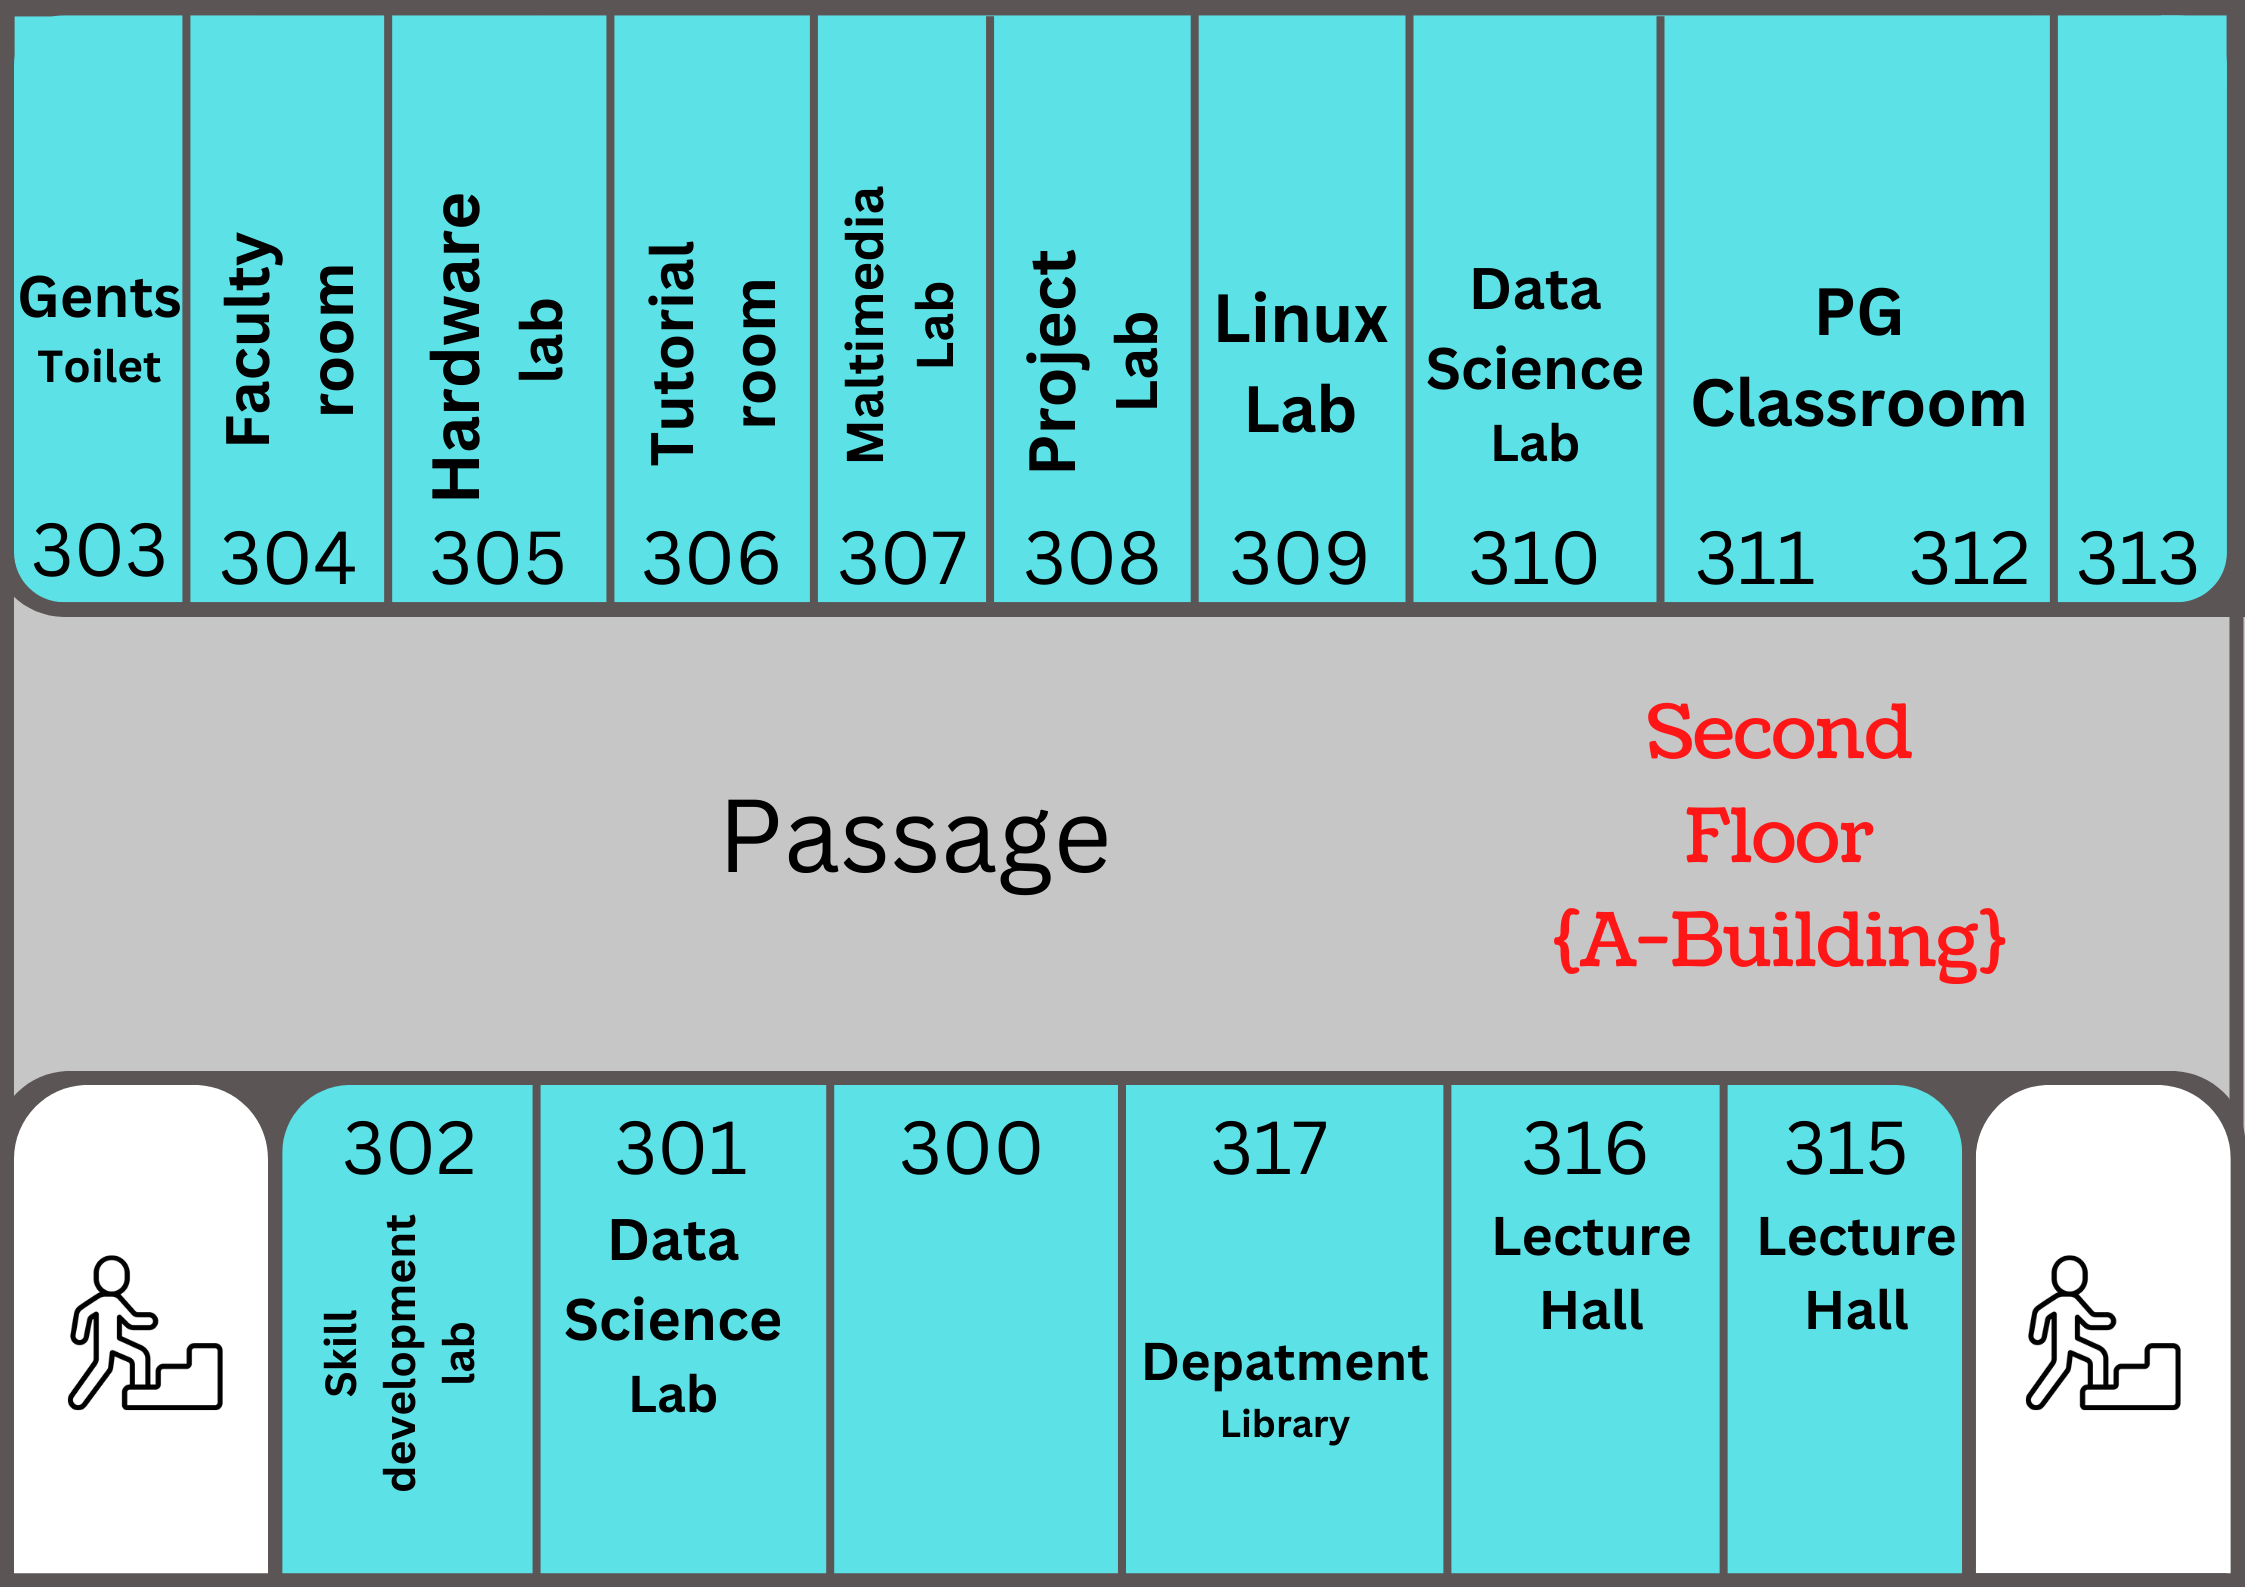 Gents
Toilet
303
Faculty
room
304
Hardware
lab
305
Tutorial
room
306
Maltimedia
Lab
307
Project
Lab
308
Linux
Lab
309
Data
Science
Lab
310
PG
Classroom
311 312
313
Passage
Second
Floor
{A-Building}
302
Skill
development
lab
301
Data
Science
Lab
300
317
Depatment
Library
316
Lecture
Hall
315
Lecture
Hall